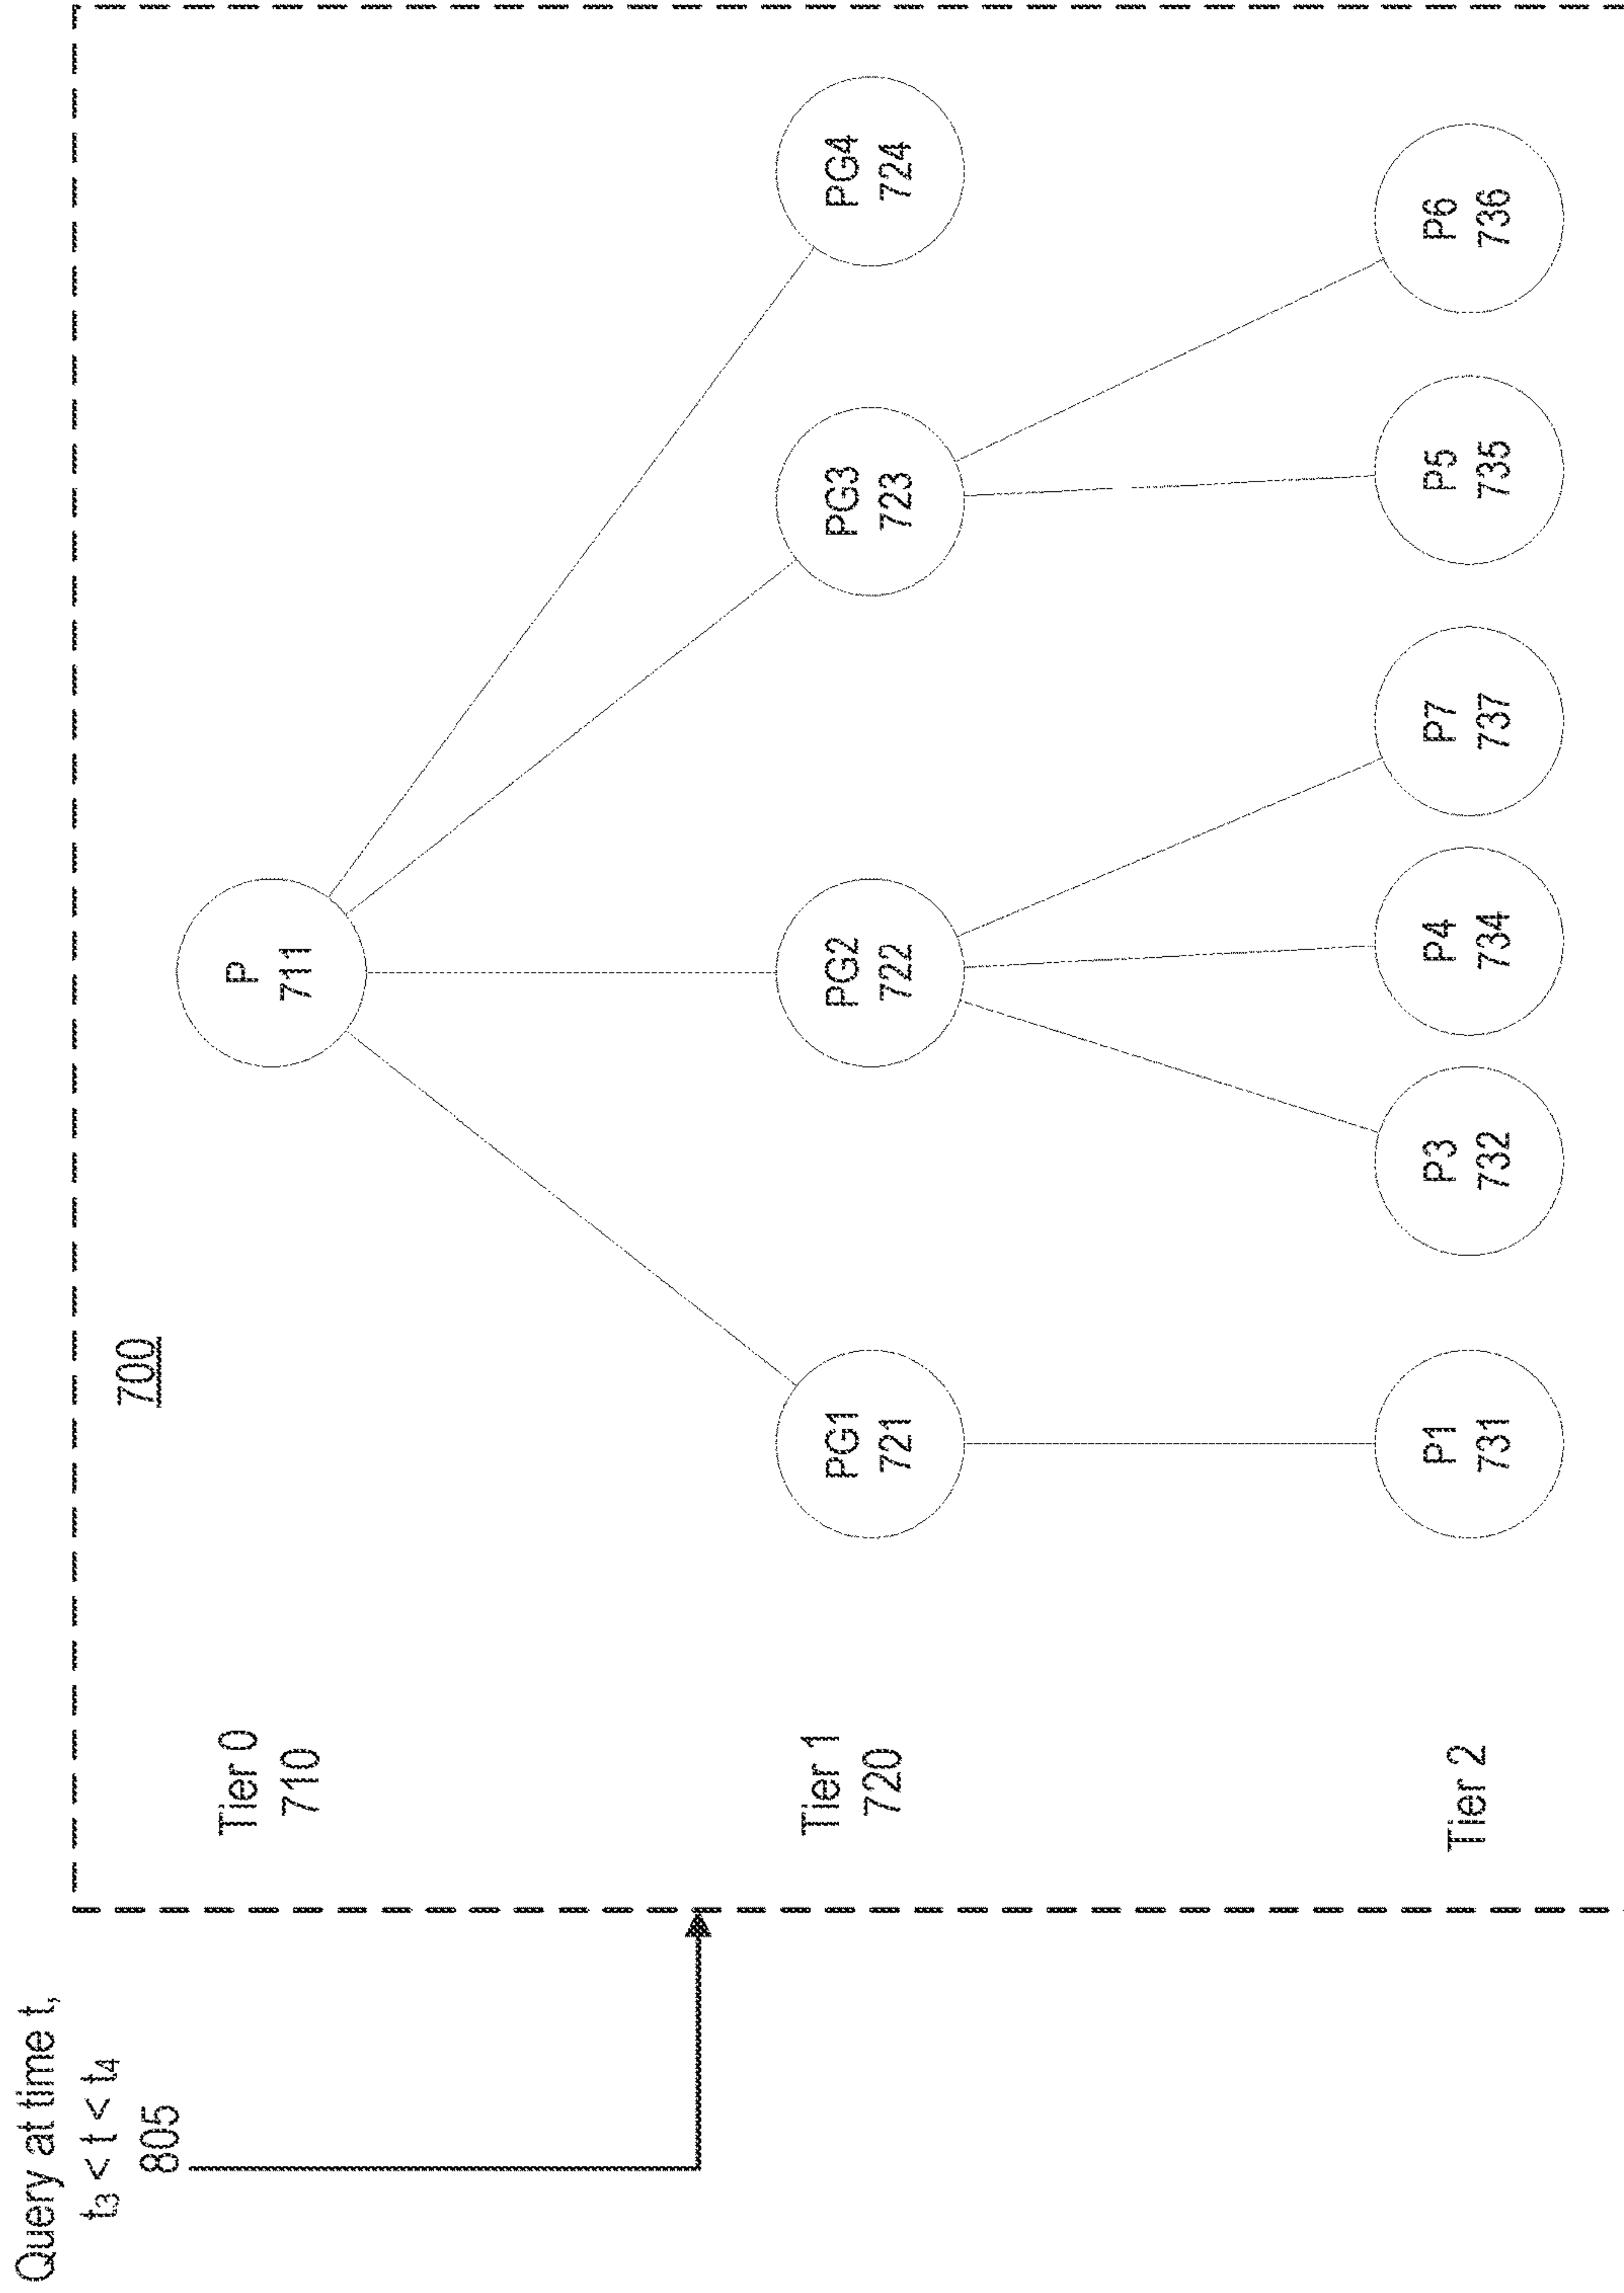 Query at time t,
t3 < t < t4
805
700
Tier 0
710
P
711
Tier 1
720
PG1
721
PG2
722
PG3
723
PG4
724
Tier 2
P1
731
P3
732
P4
734
P7
737
P5
735
P6
736